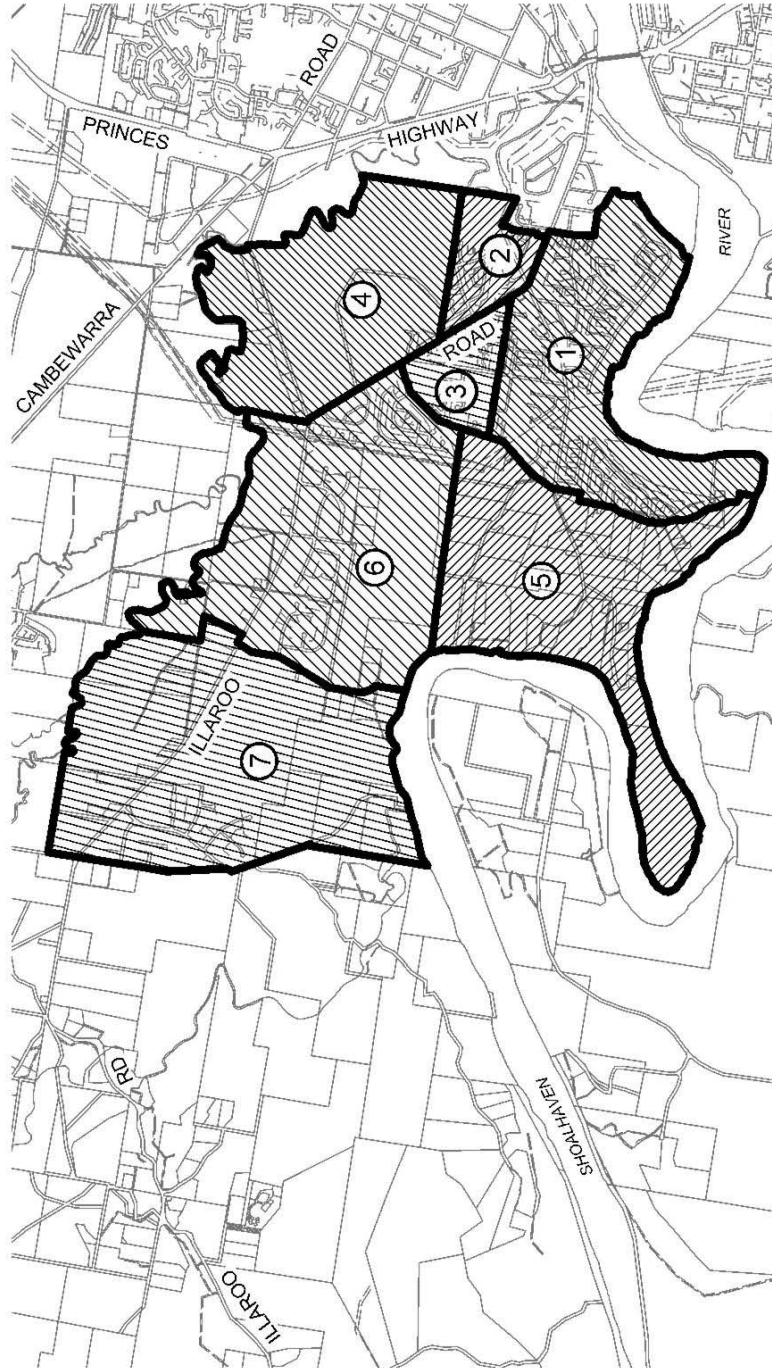 PRINCES
HIGHWAY
CAMBEWARRA
ROAD
4
2
ROAD
3
1
RIVER
6
5
ILLAROO
7
SHOALHAVEN
ILLAROO
RD